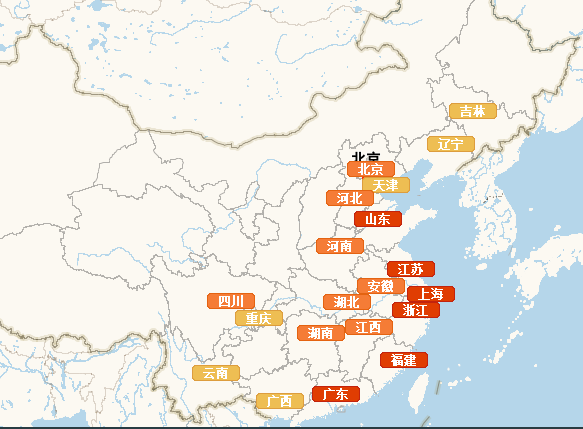 吉林
辽宁
北京
北京
天津
河北
山东
河南
江苏
安徽
上海
四川
湖北
浙江
重庆
江西
湖南
福建
云南
广东
广西